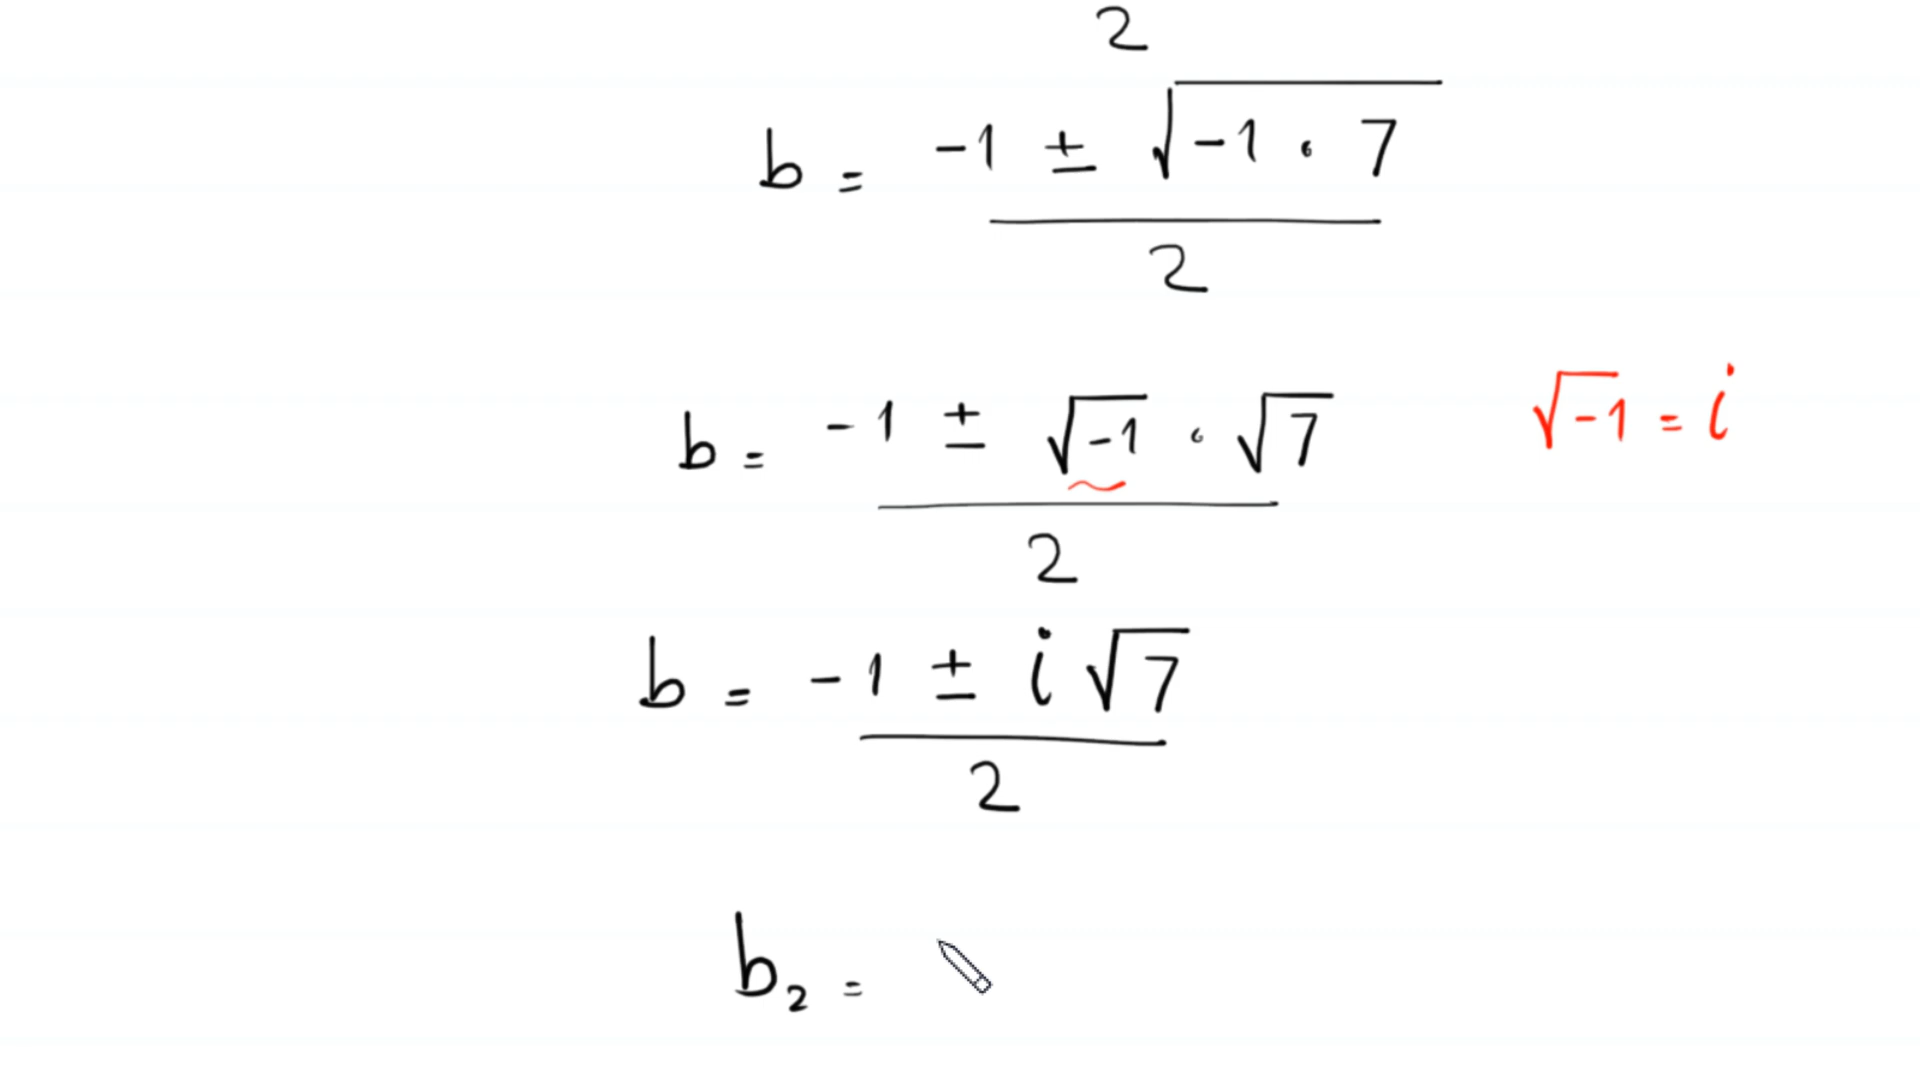 2
b = -1 ± √-1 · 7
2
b = -1 ± √-1 · √7 √-1 = i
2
b = -1 ± i √7
2
b₂ =